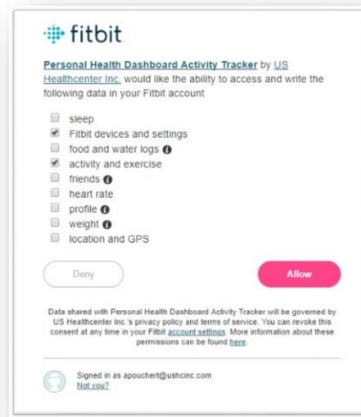 fitbit
Personal Health Dashboard Activity Tracker by US
Healthcenter Inc. would like the ability to access and write the
following data in your Fitbit account
sleep
Fitbit devices and settings
food and water logs
activity and exercise
friends
heart rate
profile
weight
location and GPS
Deny
Allow
Data shared with Personal Health Dashboard Activity Tracker will be governed by
US Healthcenter Inc.'s privacy policy and terms of service. You can revoke this
consent at any time in your Fitbit account settings. More information about these
permissions can be found here.
Signed in as apouchert@ushcinc.com
Not you?